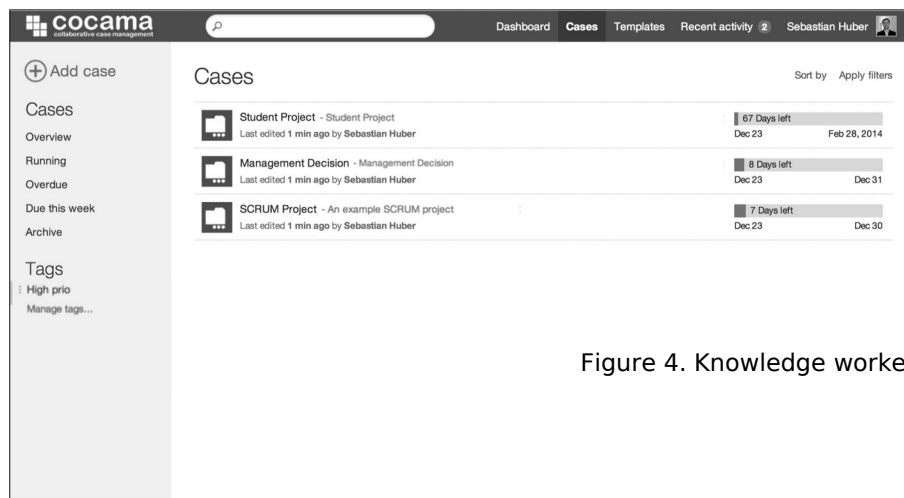 cocama
collaborative case management
Dashboard Cases Templates Recent activity 2 Sebastian Huber
Add case
Cases
Overview
Running
Overdue
Due this week
Archive
Tags
High prio
Manage tags...
Cases
Sort by Apply filters
Student Project - Student Project
Last edited 1 min ago by Sebastian Huber
67 Days left
Dec 23 Feb 28, 2014
Management Decision - Management Decision
Last edited 1 min ago by Sebastian Huber
8 Days left
Dec 23 Dec 31
SCRUM Project - An example SCRUM project
Last edited 1 min ago by Sebastian Huber
7 Days left
Dec 23 Dec 30
Figure 4. Knowledge worke